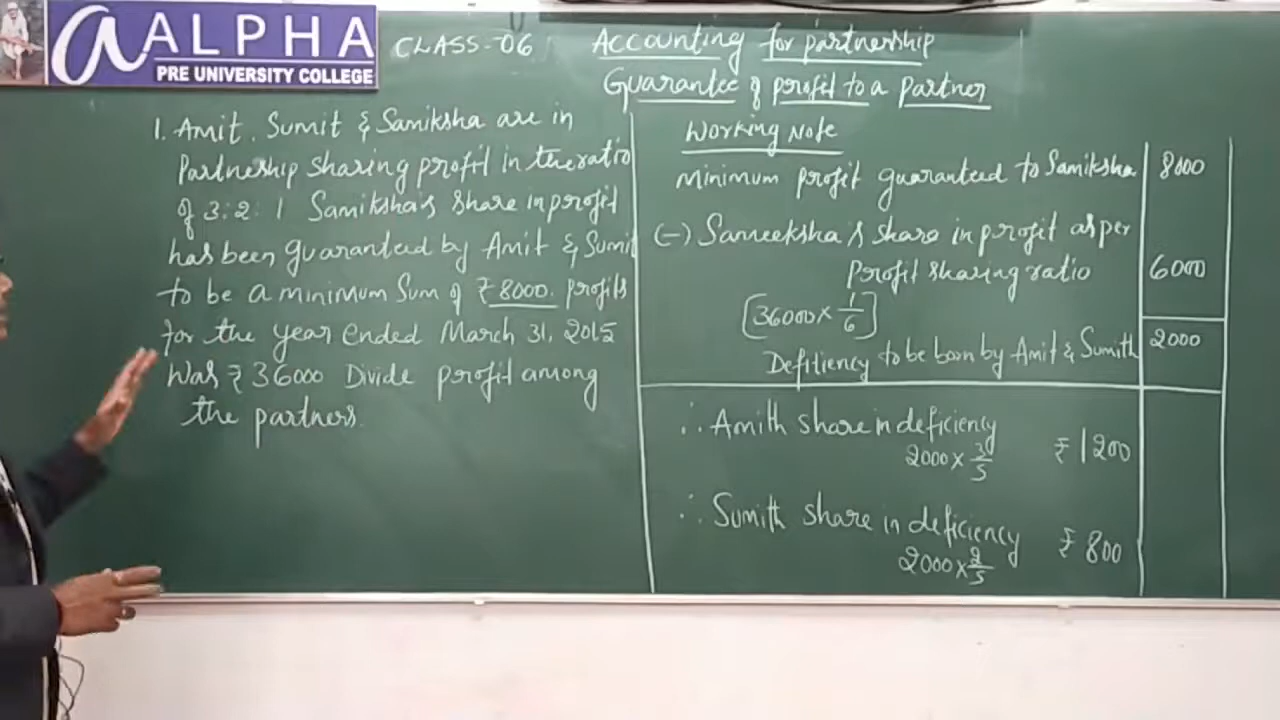 ALPHA
PRE UNIVERSITY COLLEGE
CLASS-06
Accounting for partnership
Guarantee of profit to a partner
1. Amit, Sumit & Samiksha are in
Partnership sharing profit in the ratio
of 3:2:1 Samiksha's share in profit
has been guaranteed by Amit & Sumit
to be a minimum sum of ₹ 8000. profits
for the year ended March 31, 2015
was ₹ 36000 Divide profit among
the partners.
Working Note
Minimum profit guaranteed to Samiksha 8000
(-) Sameeksha's share in profit as per
Profit sharing ratio 6000
[36000 × 1/6]
Defitiency to be born by Amit & Sumith 2000
∴ Amith share in deficiency
2000 × 3/5 ₹ 1200
∴ Sumith share in deficiency
2000 × 2/5 ₹ 800